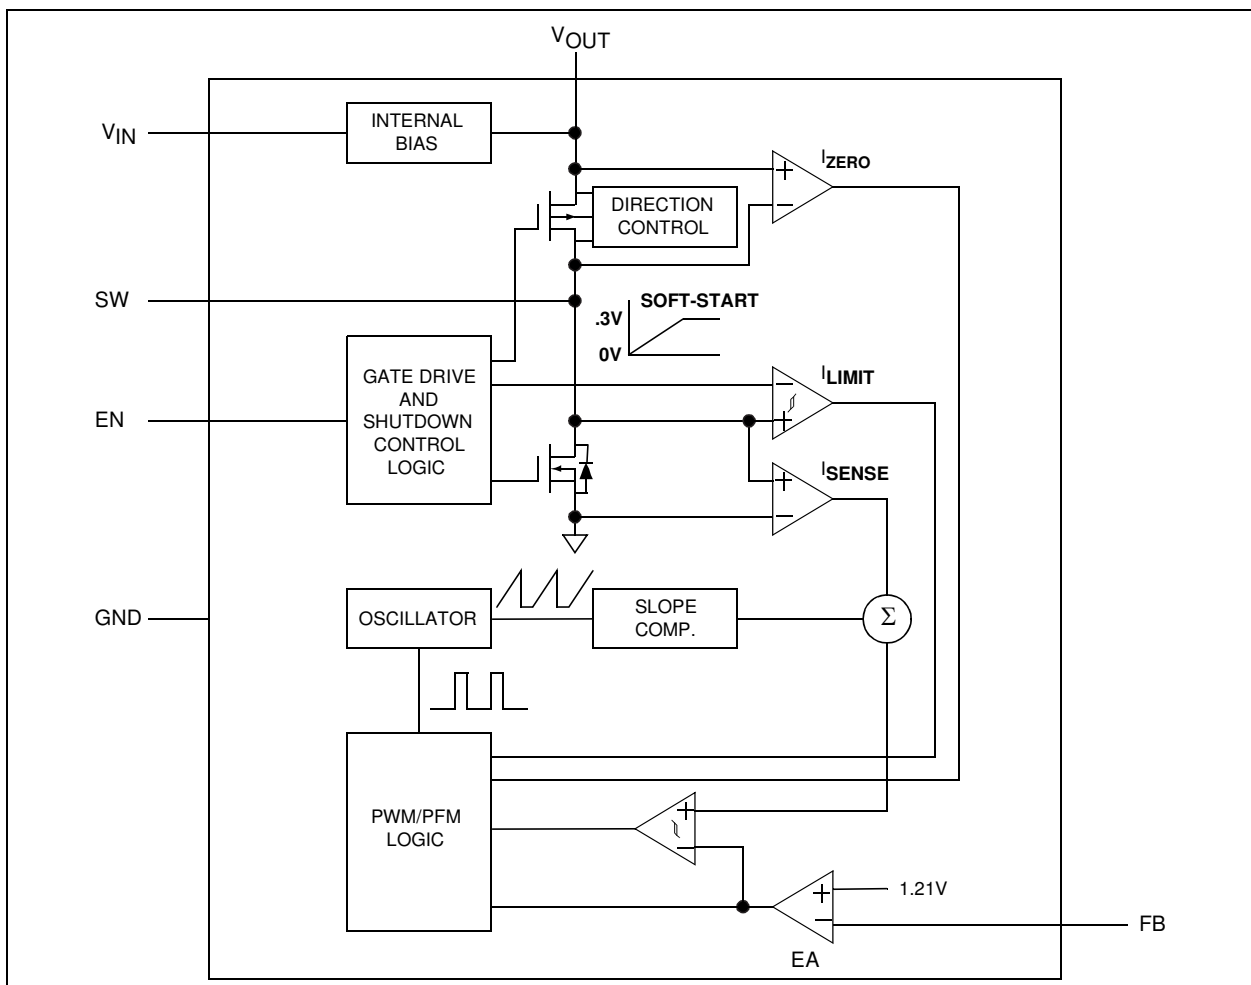 VOUT
VIN
INTERNAL
BIAS
IZERO
DIRECTION
CONTROL
SW
SOFT-START
.3V
0V
GATE DRIVE
AND
SHUTDOWN
CONTROL
LOGIC
EN
ILIMIT
ISENSE
GND
OSCILLATOR
SLOPE
COMP.
Σ
PWM/PFM
LOGIC
1.21V
FB
EA